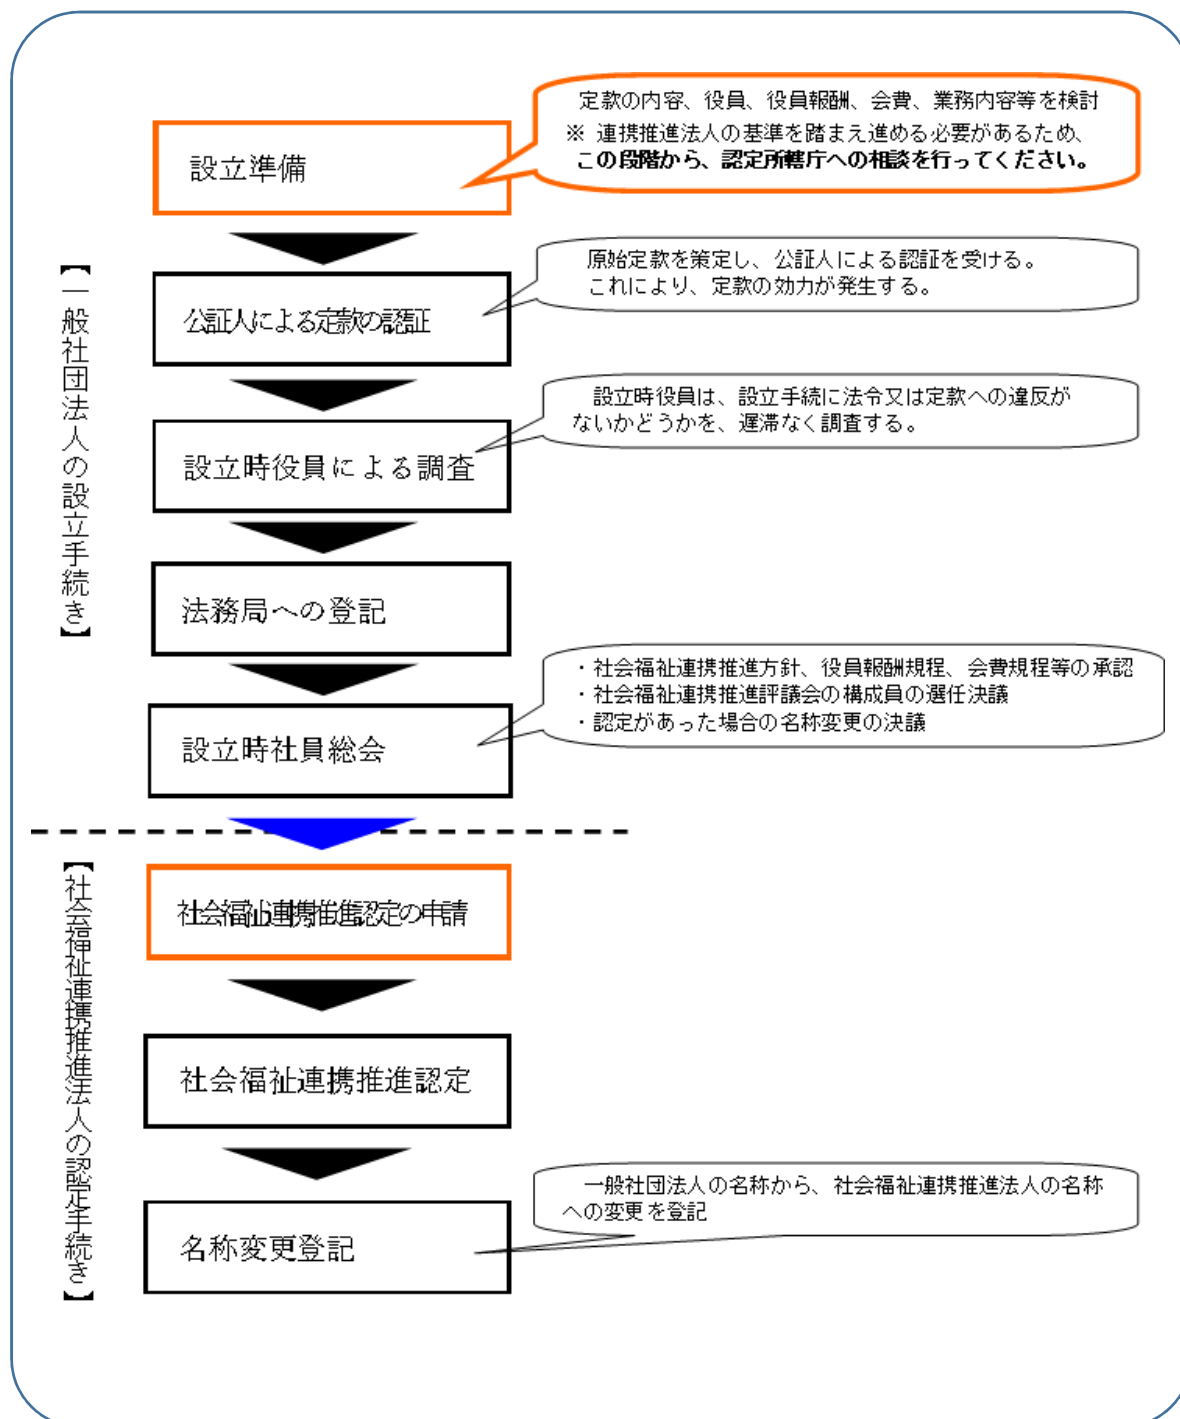 定款の内容、役員、役員報酬、会費、業務内容等を検討
※ 連携推進法人の基準を踏まえ進める必要があるため、
この段階から、認定所轄庁への相談を行ってください。
設立準備
【一般社団法人の設立手続き】
原始定款を策定し、公証人による認証を受ける。
これにより、定款の効力が発生する。
公証人による定款の認証
設立時役員は、設立手続に法令又は定款への違反が
ないかどうかを、遅滞なく調査する。
設立時役員による調査
法務局への登記
・社会福祉連携推進方針、役員報酬規程、会費規程等の承認
・社会福祉連携推進評議会の構成員の選任決議
・認定があった場合の名称変更の決議
設立時社員総会
【社会福祉連携推進法人の認定手続き】
社会福祉連携推進認定の申請
社会福祉連携推進認定
一般社団法人の名称から、社会福祉連携推進法人の名称
への変更を登記
名称変更登記